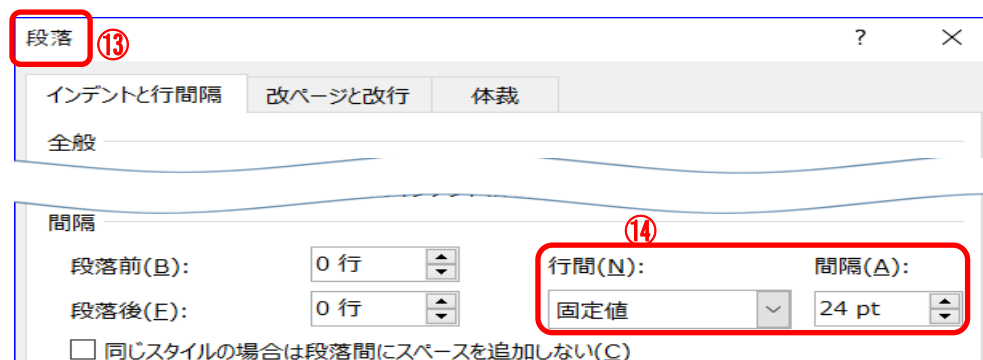 段落 ⑬ ?
インデントと行間隔 改ページと改行 体裁
全般
間隔
⑭
段落前(B): 0 行 行間(N): 間隔(A):
段落後(F): 0 行 固定値 24 pt
同じスタイルの場合は段落間にスペースを追加しない(C)